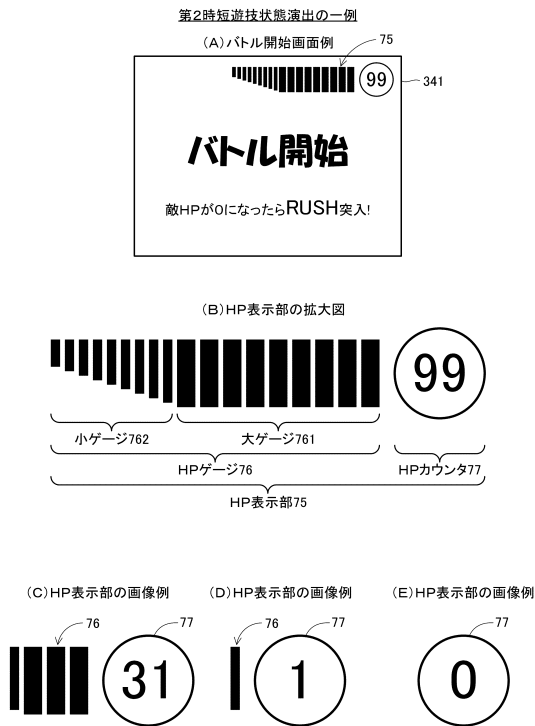 第2時短遊技状態演出の一例
(A)バトル開始画面例
75
99
341
バトル開始
敵HPが0になったらRUSH突入!
(B)HP表示部の拡大図
99
小ゲージ762
大ゲージ761
HPゲージ76
HPカウンタ77
HP表示部75
(C)HP表示部の画像例
(D)HP表示部の画像例
(E)HP表示部の画像例
76
77
76
77
77
31
1
0